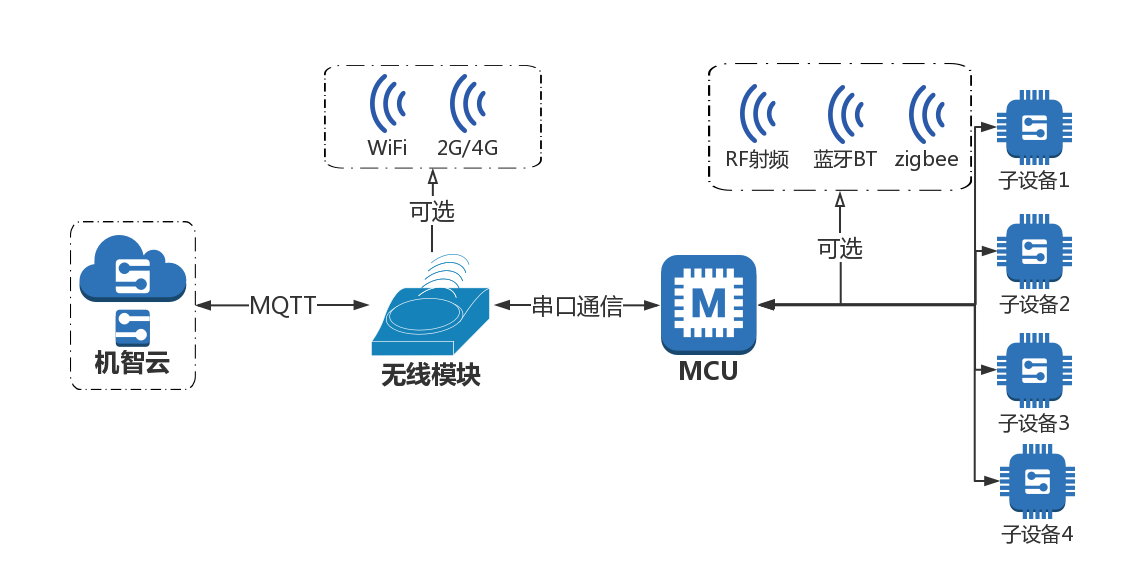 WiFi
2G/4G
可选
RF射频
蓝牙BT
zigbee
可选
机智云
MQTT
无线模块
串口通信
M
MCU
子设备1
子设备2
子设备3
子设备4